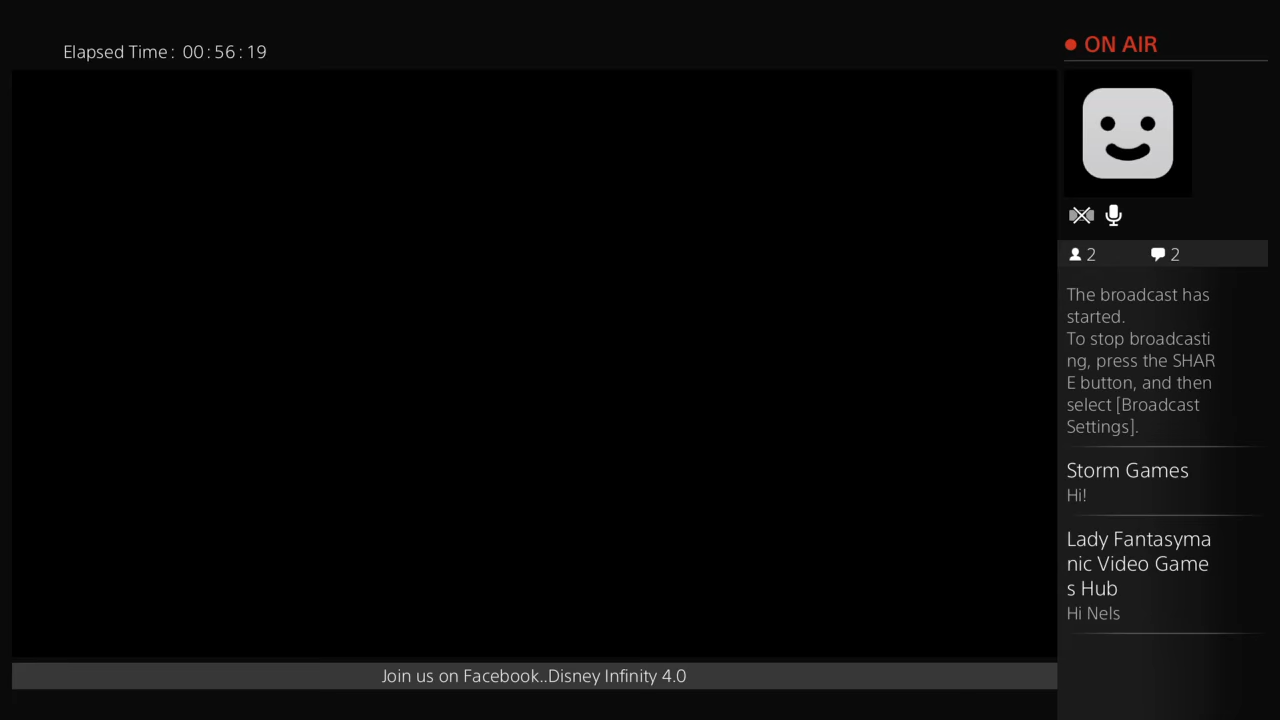 Elapsed Time: 00:56:19
ON AIR
2 2
The broadcast has
started.
To stop broadcasti
ng, press the SHAR
E button, and then
select [Broadcast
Settings].
Storm Games
Hi!
Lady Fantasyma
nic Video Game
s Hub
Hi Nels
Join us on Facebook..Disney Infinity 4.0